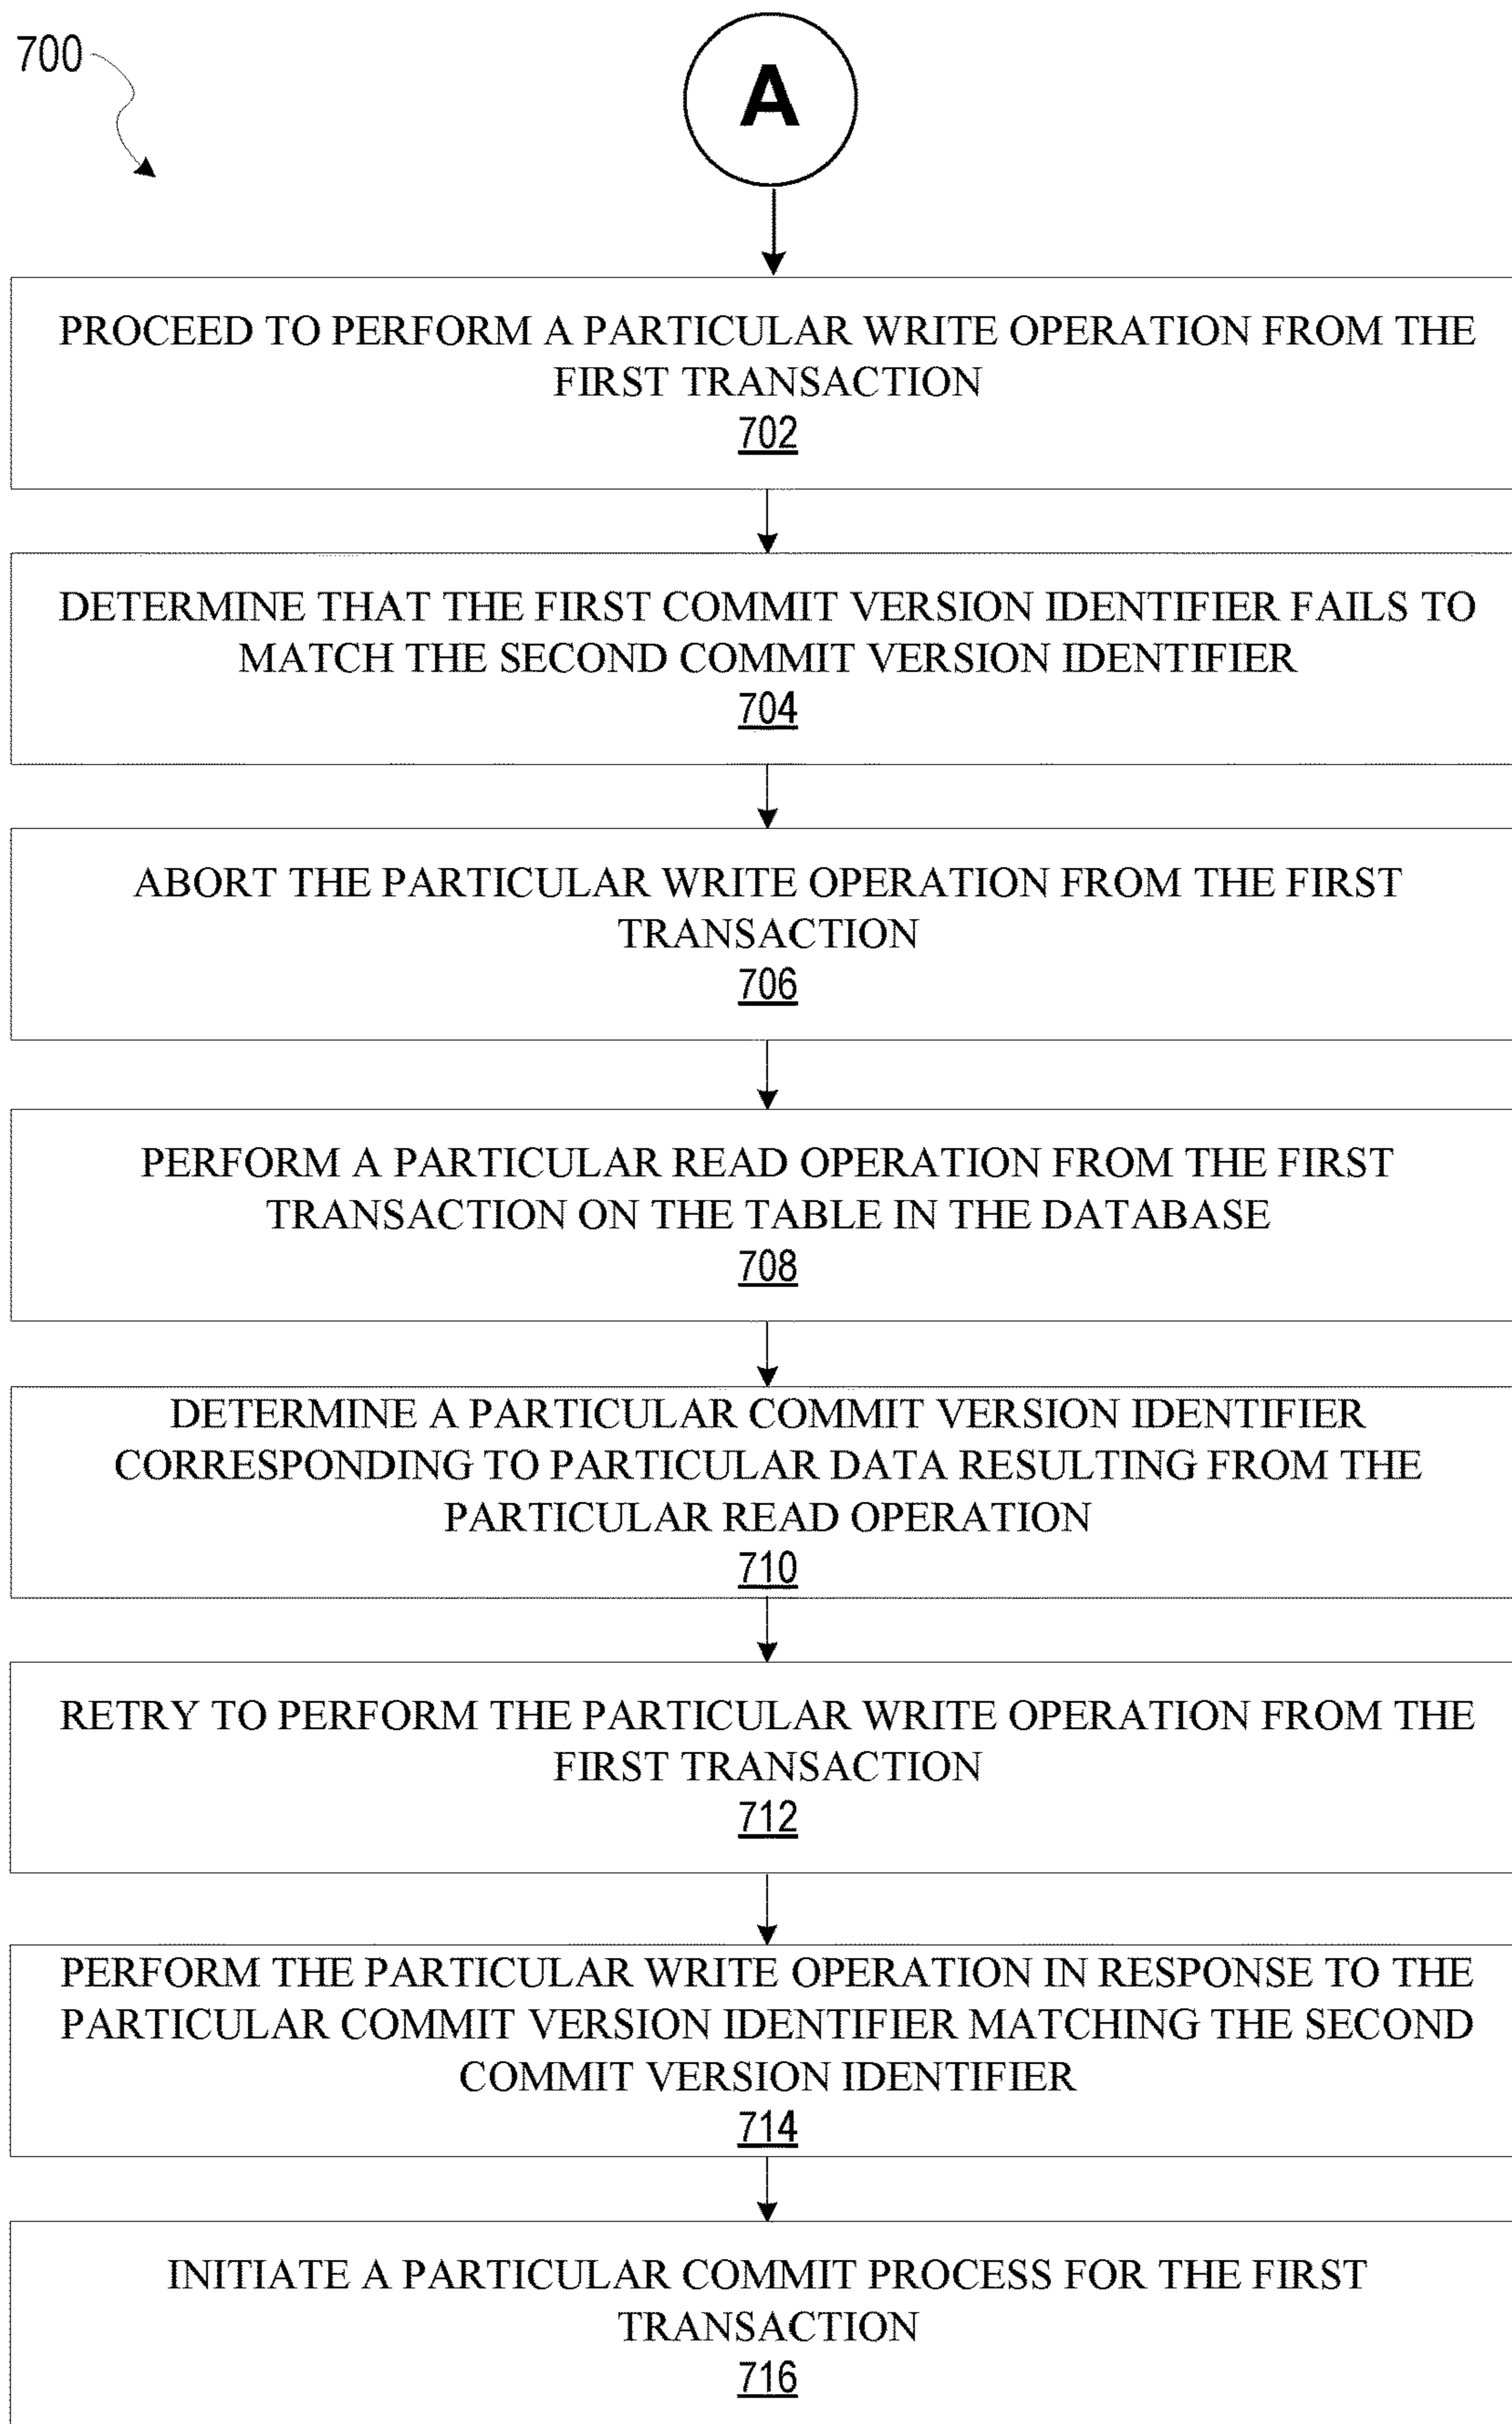 700
A
PROCEED TO PERFORM A PARTICULAR WRITE OPERATION FROM THE
FIRST TRANSACTION
702
DETERMINE THAT THE FIRST COMMIT VERSION IDENTIFIER FAILS TO
MATCH THE SECOND COMMIT VERSION IDENTIFIER
704
ABORT THE PARTICULAR WRITE OPERATION FROM THE FIRST
TRANSACTION
706
PERFORM A PARTICULAR READ OPERATION FROM THE FIRST
TRANSACTION ON THE TABLE IN THE DATABASE
708
DETERMINE A PARTICULAR COMMIT VERSION IDENTIFIER
CORRESPONDING TO PARTICULAR DATA RESULTING FROM THE
PARTICULAR READ OPERATION
710
RETRY TO PERFORM THE PARTICULAR WRITE OPERATION FROM THE
FIRST TRANSACTION
712
PERFORM THE PARTICULAR WRITE OPERATION IN RESPONSE TO THE
PARTICULAR COMMIT VERSION IDENTIFIER MATCHING THE SECOND
COMMIT VERSION IDENTIFIER
714
INITIATE A PARTICULAR COMMIT PROCESS FOR THE FIRST
TRANSACTION
716